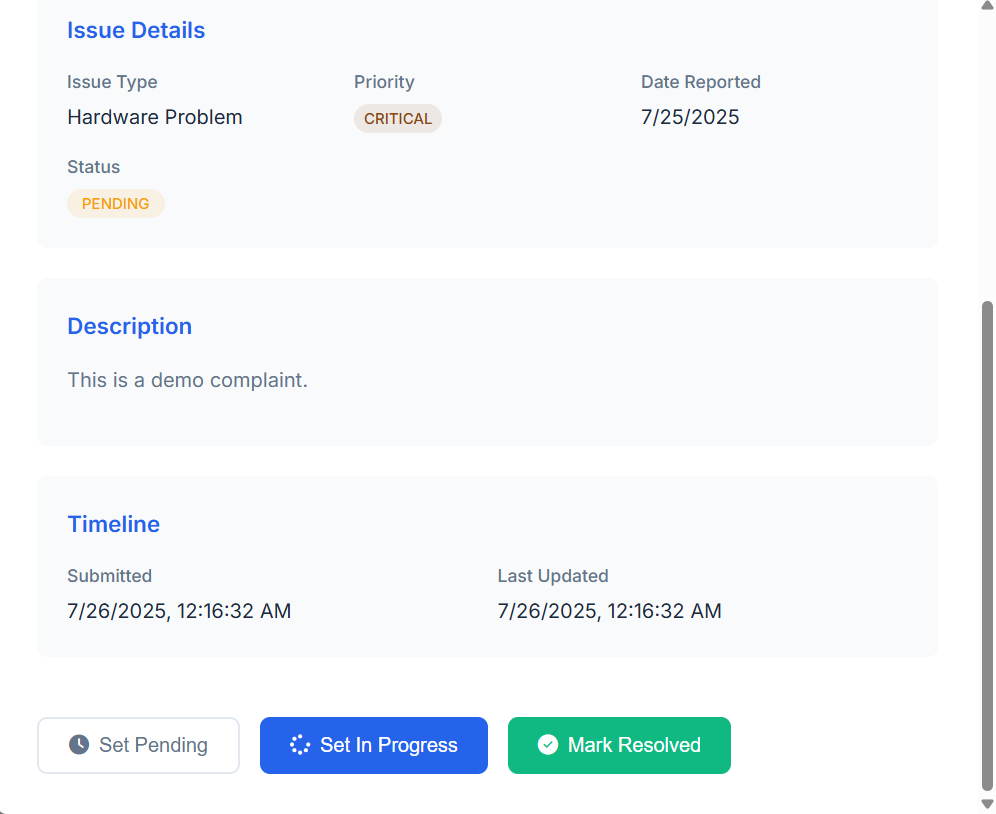 Issue Details
Issue Type Priority Date Reported
Hardware Problem CRITICAL 7/25/2025
Status
PENDING
Description
This is a demo complaint.
Timeline
Submitted Last Updated
7/26/2025, 12:16:32 AM 7/26/2025, 12:16:32 AM
Set Pending Set In Progress Mark Resolved